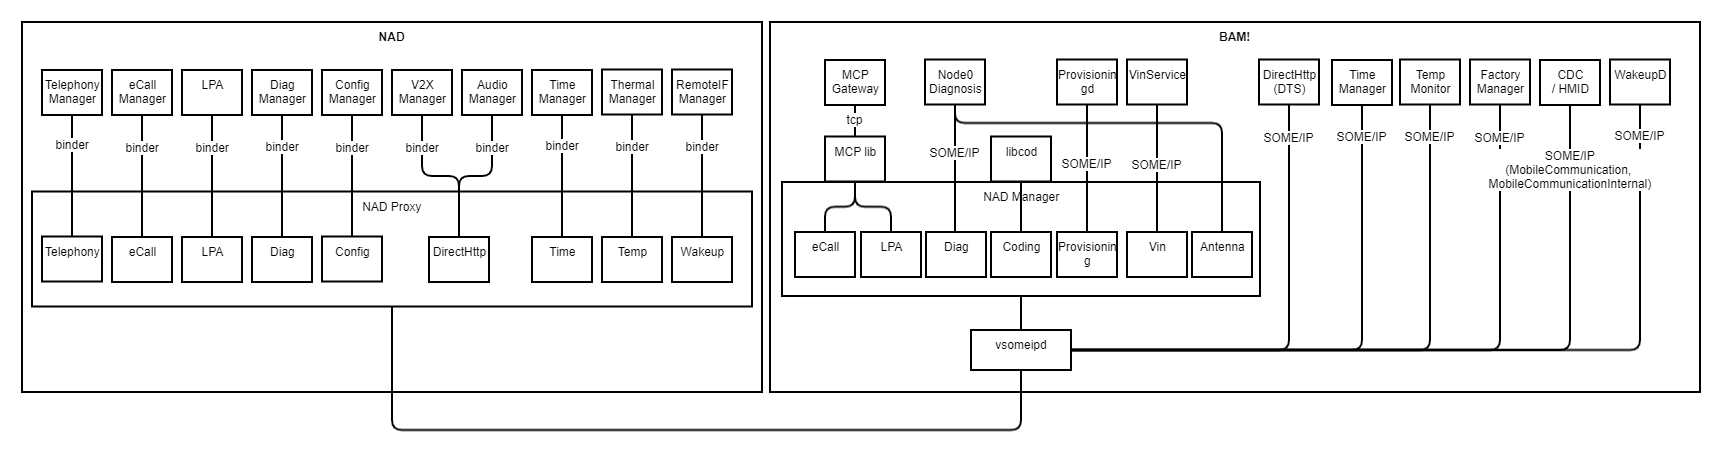 NAD
BAM!
Telephony
Manager
eCall
Manager
LPA
Diag
Manager
Config
Manager
V2X
Manager
Audio
Manager
Time
Manager
Thermal
Manager
RemoteIF
Manager
MCP
Gateway
Node0
Diagnosis
Provisionin
gd
VinService
DirectHttp
(DTS)
Time
Manager
Temp
Monitor
Factory
Manager
CDC
/ HMID
WakeupD
binder
binder
binder
binder
binder
binder
binder
binder
binder
binder
tcp
MCP lib
SOME/IP
libcod
SOME/IP
SOME/IP
SOME/IP
SOME/IP
SOME/IP
SOME/IP
SOME/IP
(MobileCommunication,
MobileCommunicationInternal)
SOME/IP
NAD Proxy
NAD Manager
Telephony
eCall
LPA
Diag
Config
DirectHttp
Time
Temp
Wakeup
eCall
LPA
Diag
Coding
Provisionin
g
Vin
Antenna
vsomeipd